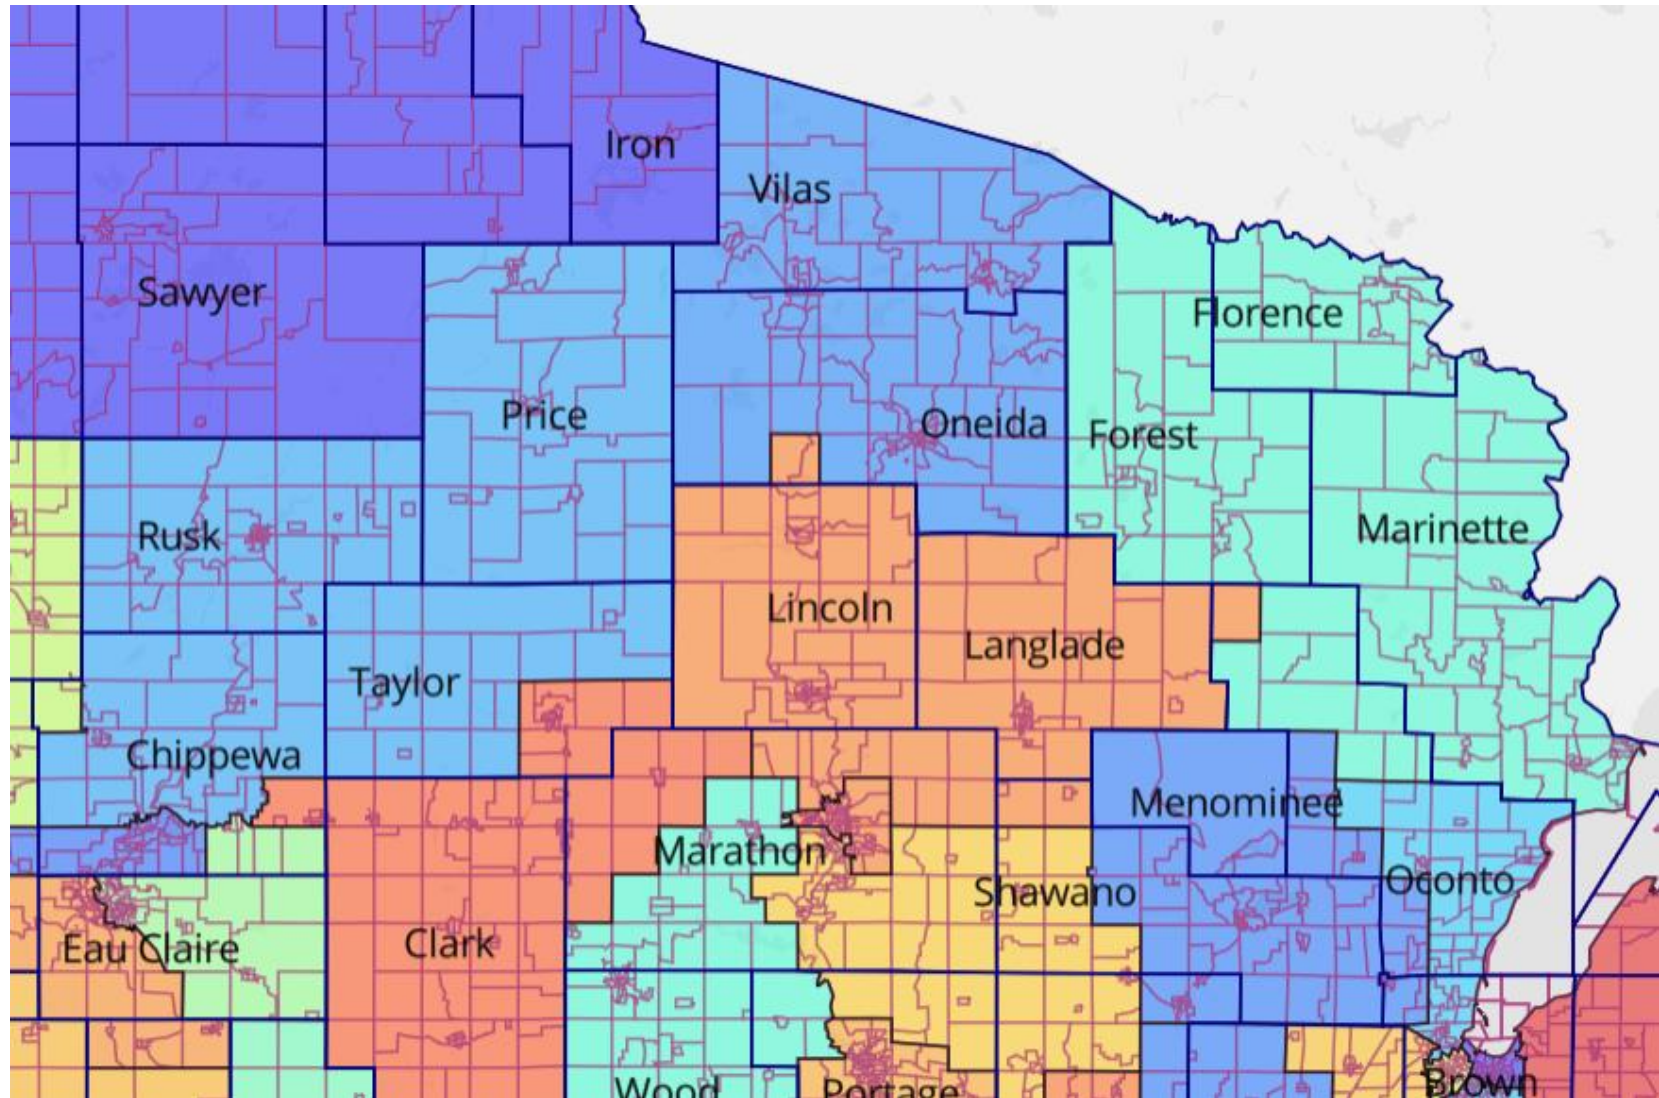 Iron
Vilas
Sawyer
Florence
Price
Oneida
Forest
Rusk
Marinette
Lincoln
Langlade
Taylor
Chippewa
Menominee
Marathon
Shawano
Oconto
Eau Claire
Clark
Wood
Portage
Brown